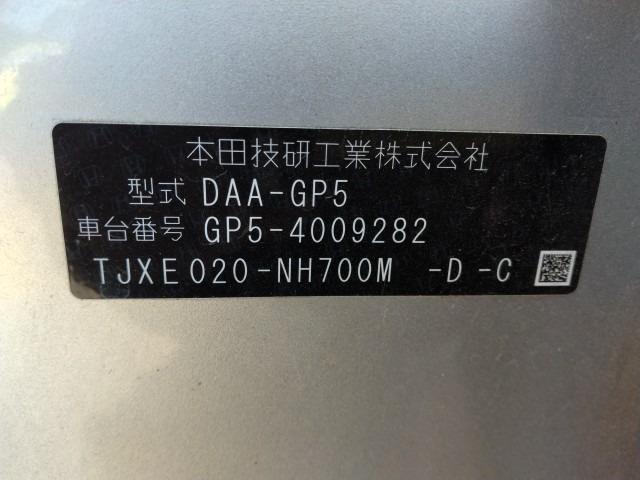 本田技研工業株式会社
型式 DAA-GP5
車台番号 GP5-4009282
TJXE020-NH700M -D -C